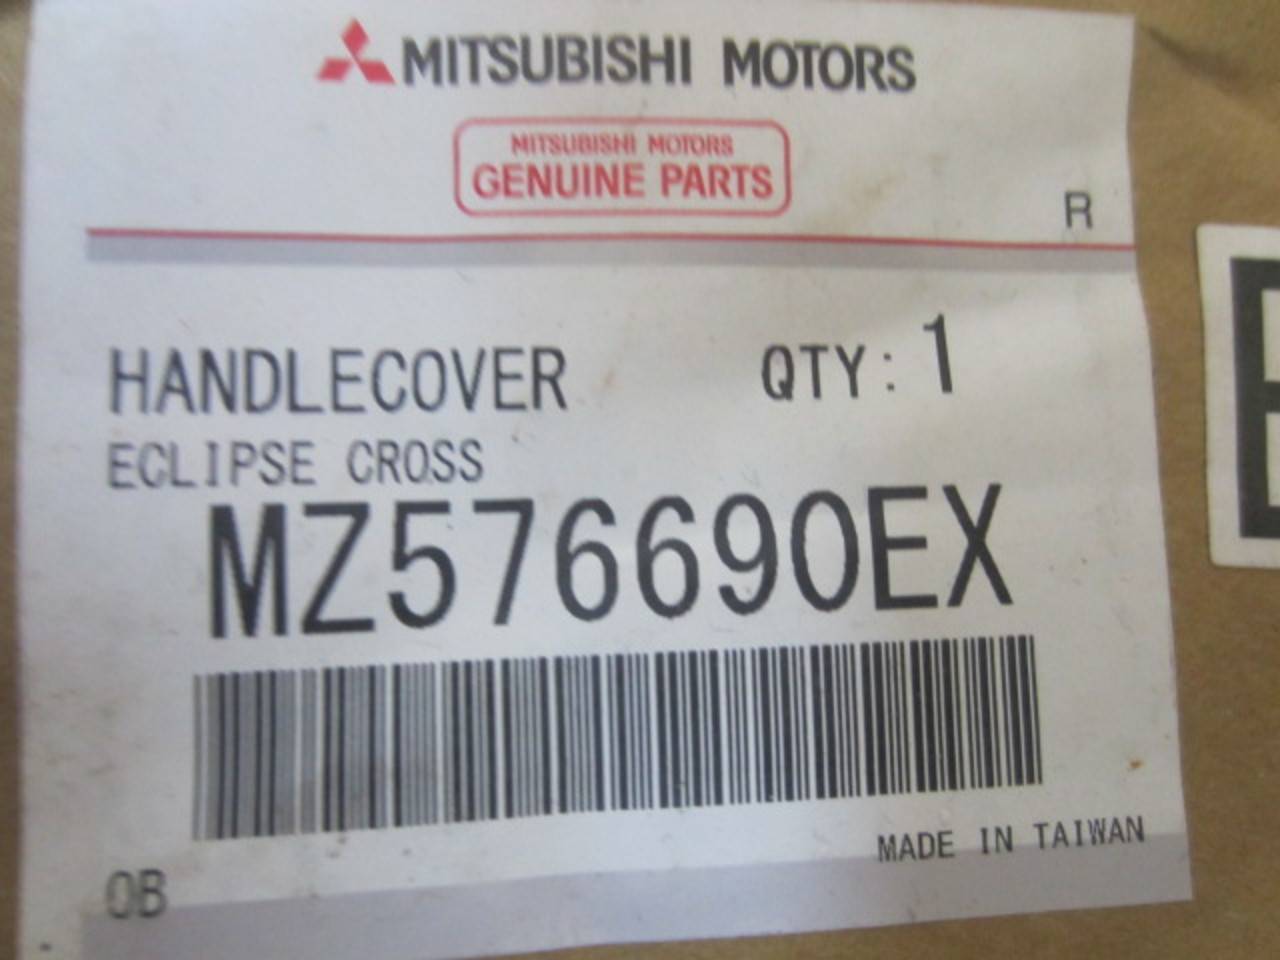 MITSUBISHI MOTORS
MITSUBISHI MOTORS
GENUINE PARTS
R
HANDLECOVER QTY: 1
ECLIPSE CROSS
MZ576690EX
MADE IN TAIWAN
0B